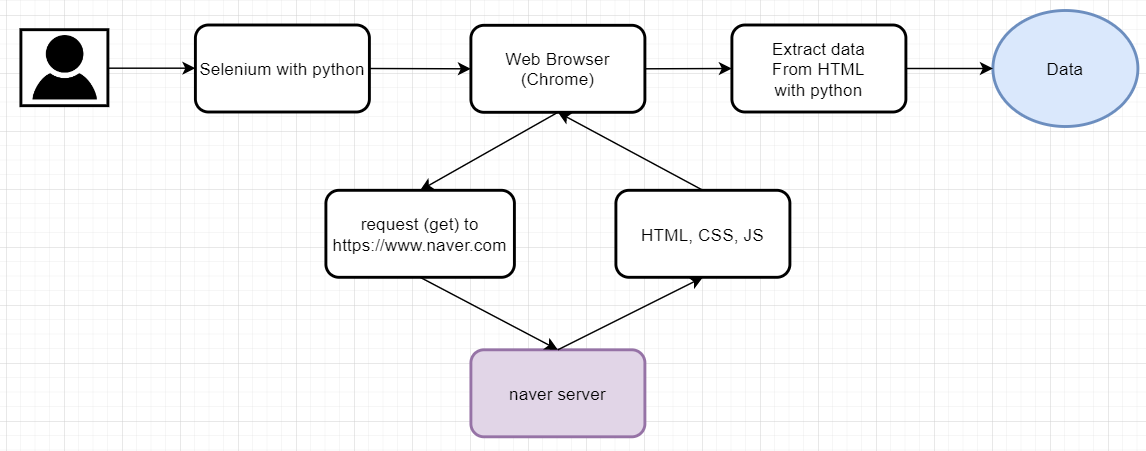 Selenium with python
Web Browser
(Chrome)
Extract data
From HTML
with python
Data
request (get) to
https://www.naver.com
HTML, CSS, JS
naver server